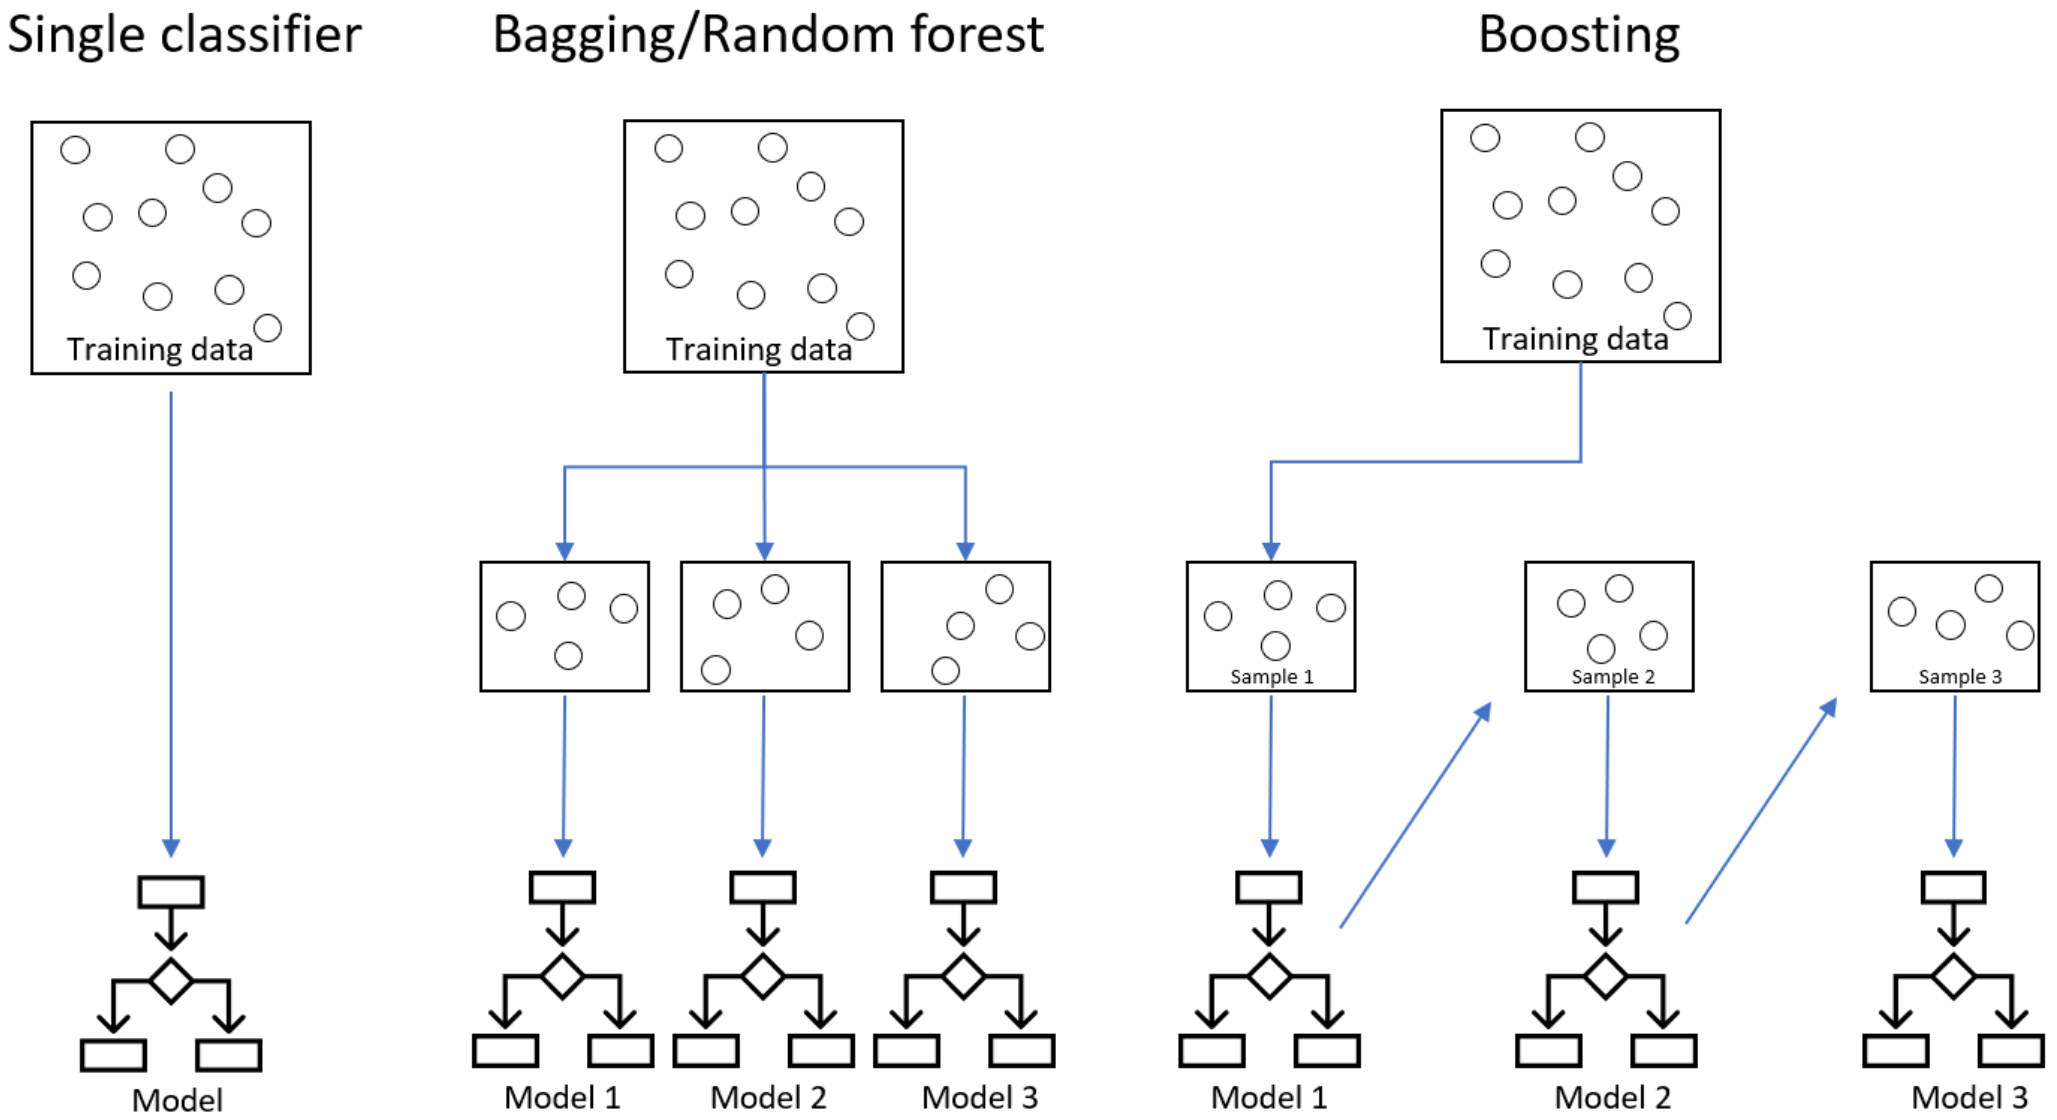 Single classifier
Bagging/Random forest
Boosting
Training data
Training data
Training data
Sample 1
Sample 2
Sample 3
Model
Model 1
Model 2
Model 3
Model 1
Model 2
Model 3